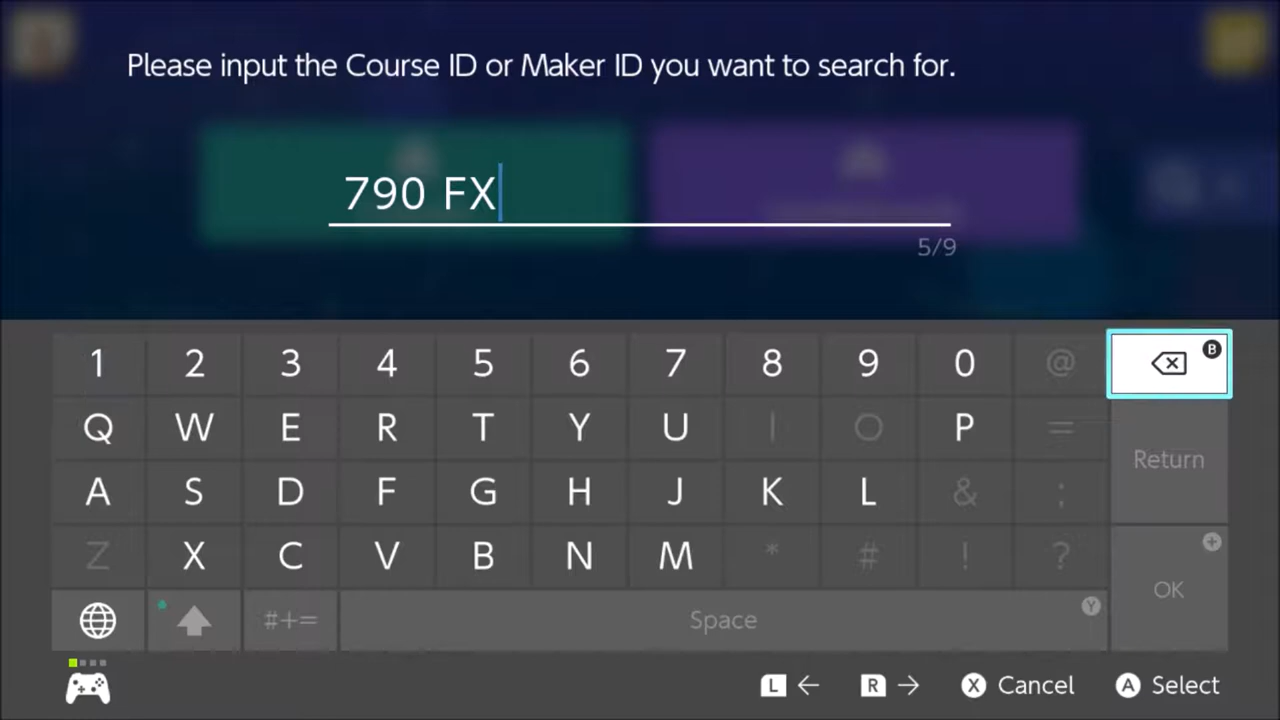 Please input the Course ID or Maker ID you want to search for.
790 FX
5/9
1 2 3 4 5 6 7 8 9 0 @ B
Q W E R T Y U I O P = Return
A S D F G H J K L & ;
Z X C V B N M * # ! ? + OK
#+= Space Y
L ← R → X Cancel A Select